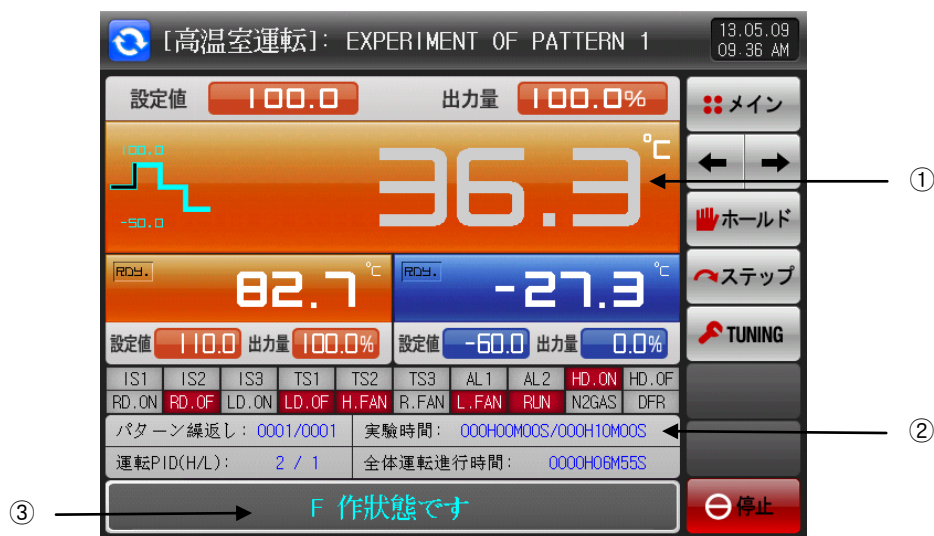 [高温室運転]: EXPERIMENT OF PATTERN 1
13.05.09
09.36 AM
設定値 100.0 出力量 100.0%
メイン
100.0
-50.0
36.3 ℃
①
ホールド
RDY. 82.7 ℃
RDY. -27.3 ℃
ステップ
設定値 110.0 出力量 100.0%
設定値 -60.0 出力量 0.0%
TUNING
IS1 IS2 IS3 TS1 TS2 TS3 AL1 AL2 HD.ON HD.OF
RD.ON RD.OF LD.ON LD.OF H.FAN R.FAN L.FAN RUN N2GAS DFR
パターン繰返し: 0001/0001 実験時間: 000H00M00S/000H10M00S
②
運転PID(H/L): 2 / 1 全体運転進行時間: 0000H06M55S
③
F 作狀態です
停止